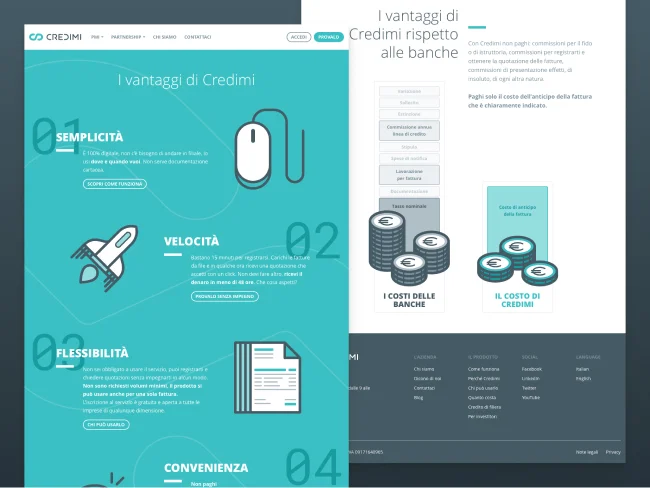 CREDIMI
PMI
PARTNERSHIP
CHI SIAMO
CONTATTACI
ACCEDI
PROVALO
I vantaggi di Credimi
01
SEMPLICITÀ
È 100% digitale, non c'è bisogno di andare in filiale, lo
usi dove e quando vuoi. Non serve documentazione
cartacea.
SCOPRI COME FUNZIONA
02
VELOCITÀ
Bastano 15 minuti per registrarsi. Carichi le fatture
da file e in pochi
una quotazione che
accetti con un click. Non devi fare altro, ricevi il
denaro in meno di 48 ore. Che cosa aspetti?
PROVALO SENZA IMPEGNO
03
FLESSIBILITÀ
Non sei obbligato a usare il servizio, puoi registrarti e
chiedere quotazioni senza impegnarti in alcun modo.
Non sono richiesti volumi minimi, il prodotto si
può usare anche per una sola fattura.
L'iscrizione al servizio è gratuita e aperta a tutte le
imprese di qualunque dimensione.
CHI PUÒ USARLO
04
CONVENIENZA
Non paghi
I vantaggi di
Credimi rispetto
alle banche
Con Credimi non paghi: commissioni per il fido
o di istruttoria, commissioni per registrarti e
ottenere la quotazione delle fatture,
commissioni di presentazione effetti, di
insoluto, di ogni altra natura.
Paghi solo il costo dell'anticipo della fattura
che è chiaramente indicato.
Commissione annua
linea di credito
Spese di notifica
Lavorazione
per fattura
Documentazione
Tasso nominale
I COSTI DELLE
BANCHE
Costo di anticipo
della fattura
IL COSTO DI
CREDIMI
L'AZIENDA
Chi siamo
Dicono di noi
Contattaci
Blog
IL PRODOTTO
Come funziona
Perché Credimi
Chi può usarlo
Quanto costa
Credito di filiera
Per investitori
SOCIAL
Facebook
LinkedIn
Twitter
YouTube
LANGUAGE
Italian
English
Note legali
Privacy